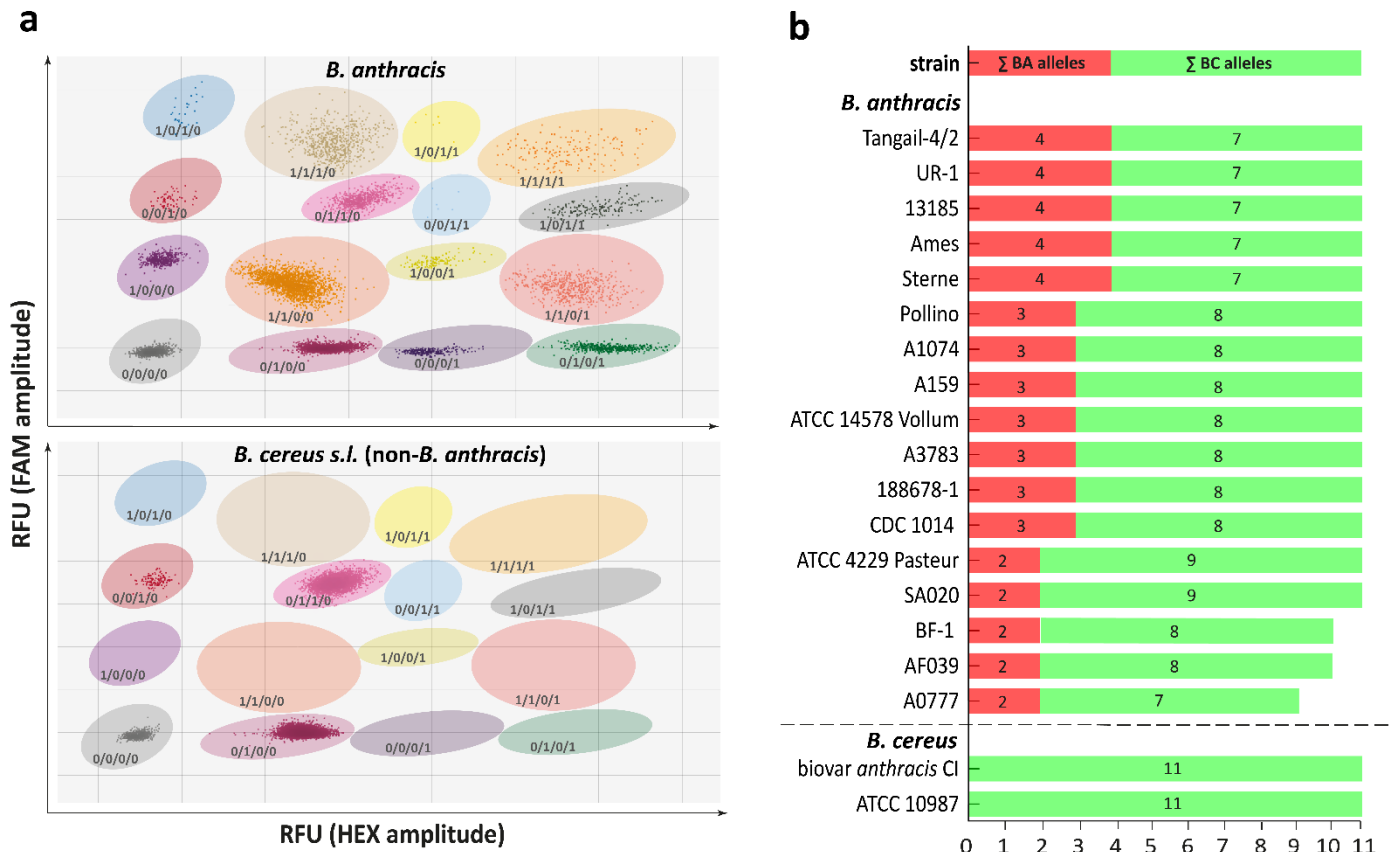 a
RFU (FAM amplitude)
B. anthracis
1/0/1/0
1/1/1/0
1/0/1/1
1/1/1/1
0/0/1/0
0/1/1/0
0/0/1/1
1/0/1/1
1/0/0/0
1/1/0/0
1/0/0/1
1/1/0/1
0/0/0/0
0/1/0/0
0/0/0/1
0/1/0/1
B. cereus s.l. (non-B. anthracis)
1/0/1/0
1/1/1/0
1/0/1/1
1/1/1/1
0/0/1/0
0/1/1/0
0/0/1/1
1/0/1/1
1/0/0/0
1/1/0/0
1/0/0/1
1/1/0/1
0/0/0/0
0/1/0/0
0/0/0/1
0/1/0/1
RFU (HEX amplitude)
b
strain ∑ BA alleles ∑ BC alleles
B. anthracis
Tangail-4/2 4 7
UR-1 4 7
13185 4 7
Ames 4 7
Sterne 4 7
Pollino 3 8
A1074 3 8
A159 3 8
ATCC 14578 Vollum 3 8
A3783 3 8
188678-1 3 8
CDC 1014 3 8
ATCC 4229 Pasteur 2 9
SA020 2 9
BF-1 2 8
AF039 2 8
A0777 2 7
B. cereus
biovar anthracis CI 11
ATCC 10987 11
0 1 2 3 4 5 6 7 8 9 10 11